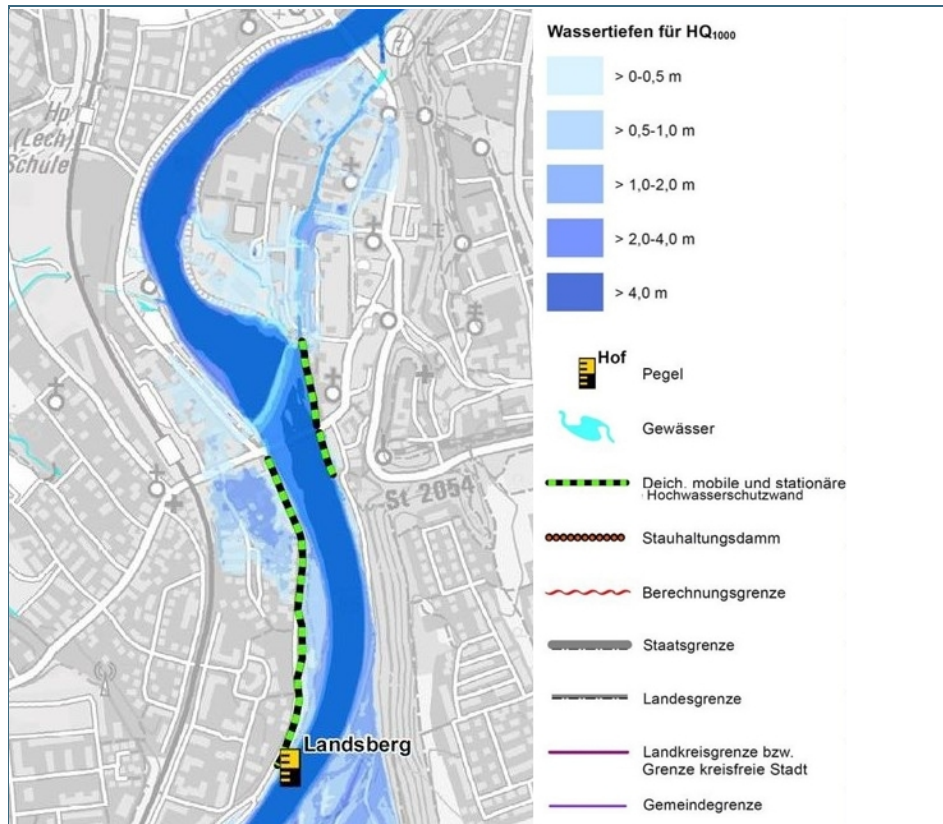 Hp
(Lech)
Schule
St 2054
Landsberg
Wassertiefen für HQ1000
> 0-0,5 m
> 0,5-1,0 m
> 1,0-2,0 m
> 2,0-4,0 m
> 4,0 m
Hof
Pegel
Gewässer
Deich. mobile und stationäre
Hochwasserschutzwand
Stauhaltungsdamm
Berechnungsgrenze
Staatsgrenze
Landesgrenze
Landkreisgrenze bzw.
Grenze kreisfreie Stadt
Gemeindegrenze